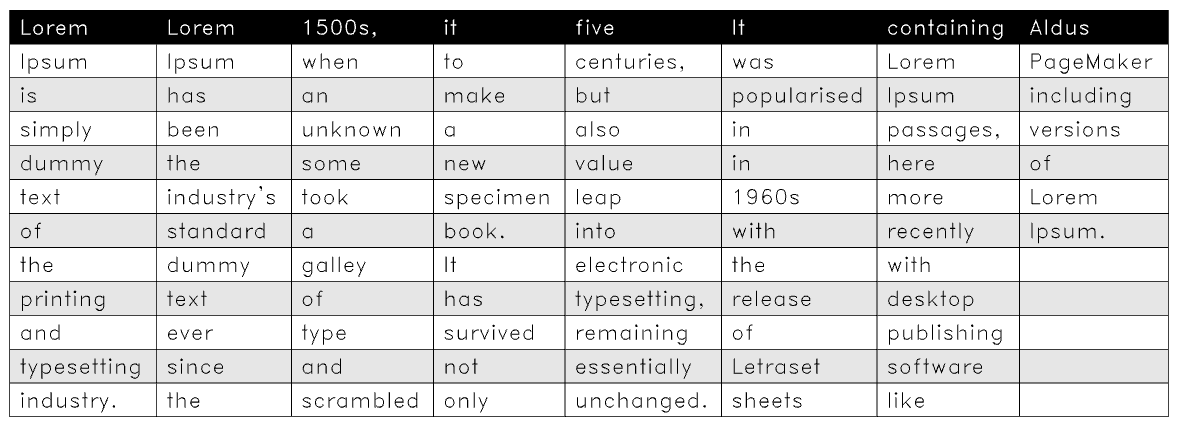 Lorem Lorem 1500s, it five It containing Aldus
Ipsum Ipsum when to centuries, was Lorem PageMaker
is has an make but popularised Ipsum including
simply been unknown a also in passages, versions
dummy the some new value in here of
text industry's took specimen leap 1960s more Lorem
of standard a book. into with recently Ipsum.
the dummy galley It electronic the with
printing text of has typesetting, release desktop
and ever type survived remaining of publishing
typesetting since and not essentially Letraset software
industry. the scrambled only unchanged. sheets like